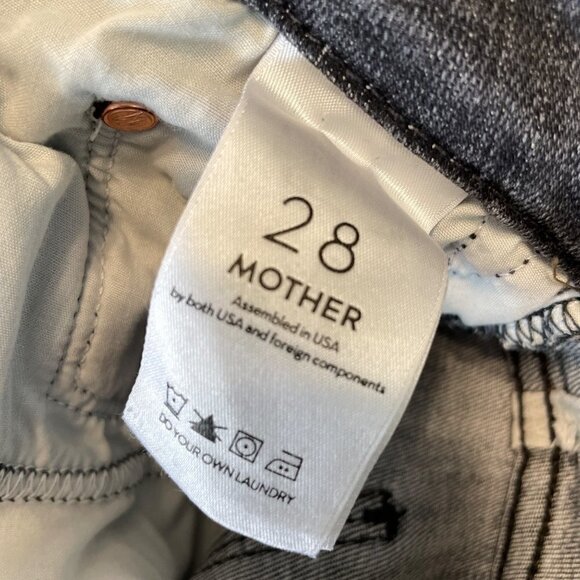 28
MOTHER
Assembled in USA
by both USA and foreign components
DO YOUR OWN LAUNDRY